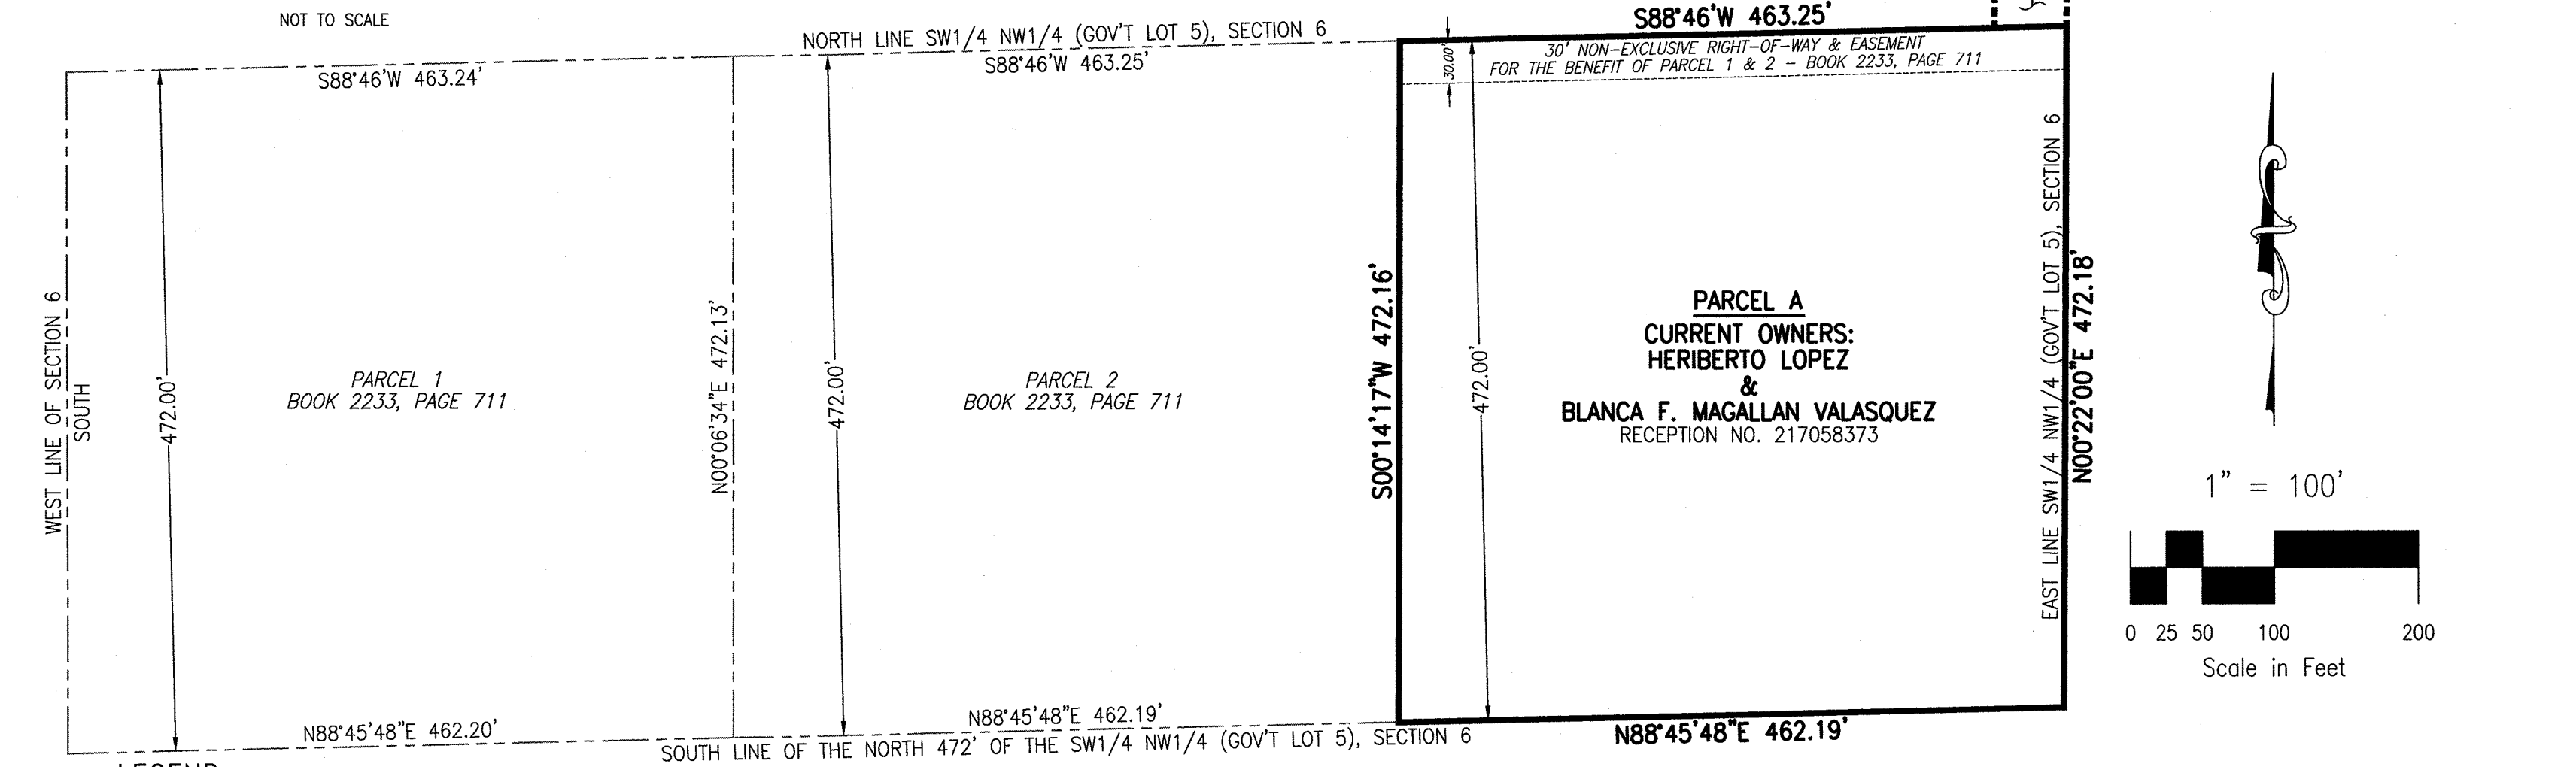 NOT TO SCALE
NORTH LINE SW1/4 NW1/4 (GOV'T LOT 5), SECTION 6
S88°46'W 463.24'
S88°46'W 463.25'
S88°46'W 463.25'
30' NON-EXCLUSIVE RIGHT-OF-WAY & EASEMENT
FOR THE BENEFIT OF PARCEL 1 & 2 - BOOK 2233, PAGE 711
30.00'
WEST LINE OF SECTION 6
SOUTH
472.00'
PARCEL 1
BOOK 2233, PAGE 711
N00°06'34"E 472.13'
472.00'
PARCEL 2
BOOK 2233, PAGE 711
S00°14'17"W 472.16'
472.00'
PARCEL A
CURRENT OWNERS:
HERIBERTO LOPEZ
&
BLANCA F. MAGALLAN VALASQUEZ
RECEPTION NO. 217058373
EAST LINE SW1/4 NW1/4 (GOV'T LOT 5), SECTION 6
N00°22'00"E 472.18'
1" = 100'
0 25 50 100 200
Scale in Feet
N88°45'48"E 462.20'
N88°45'48"E 462.19'
N88°45'48"E 462.19'
SOUTH LINE OF THE NORTH 472' OF THE SW1/4 NW1/4 (GOV'T LOT 5), SECTION 6
LEGEND